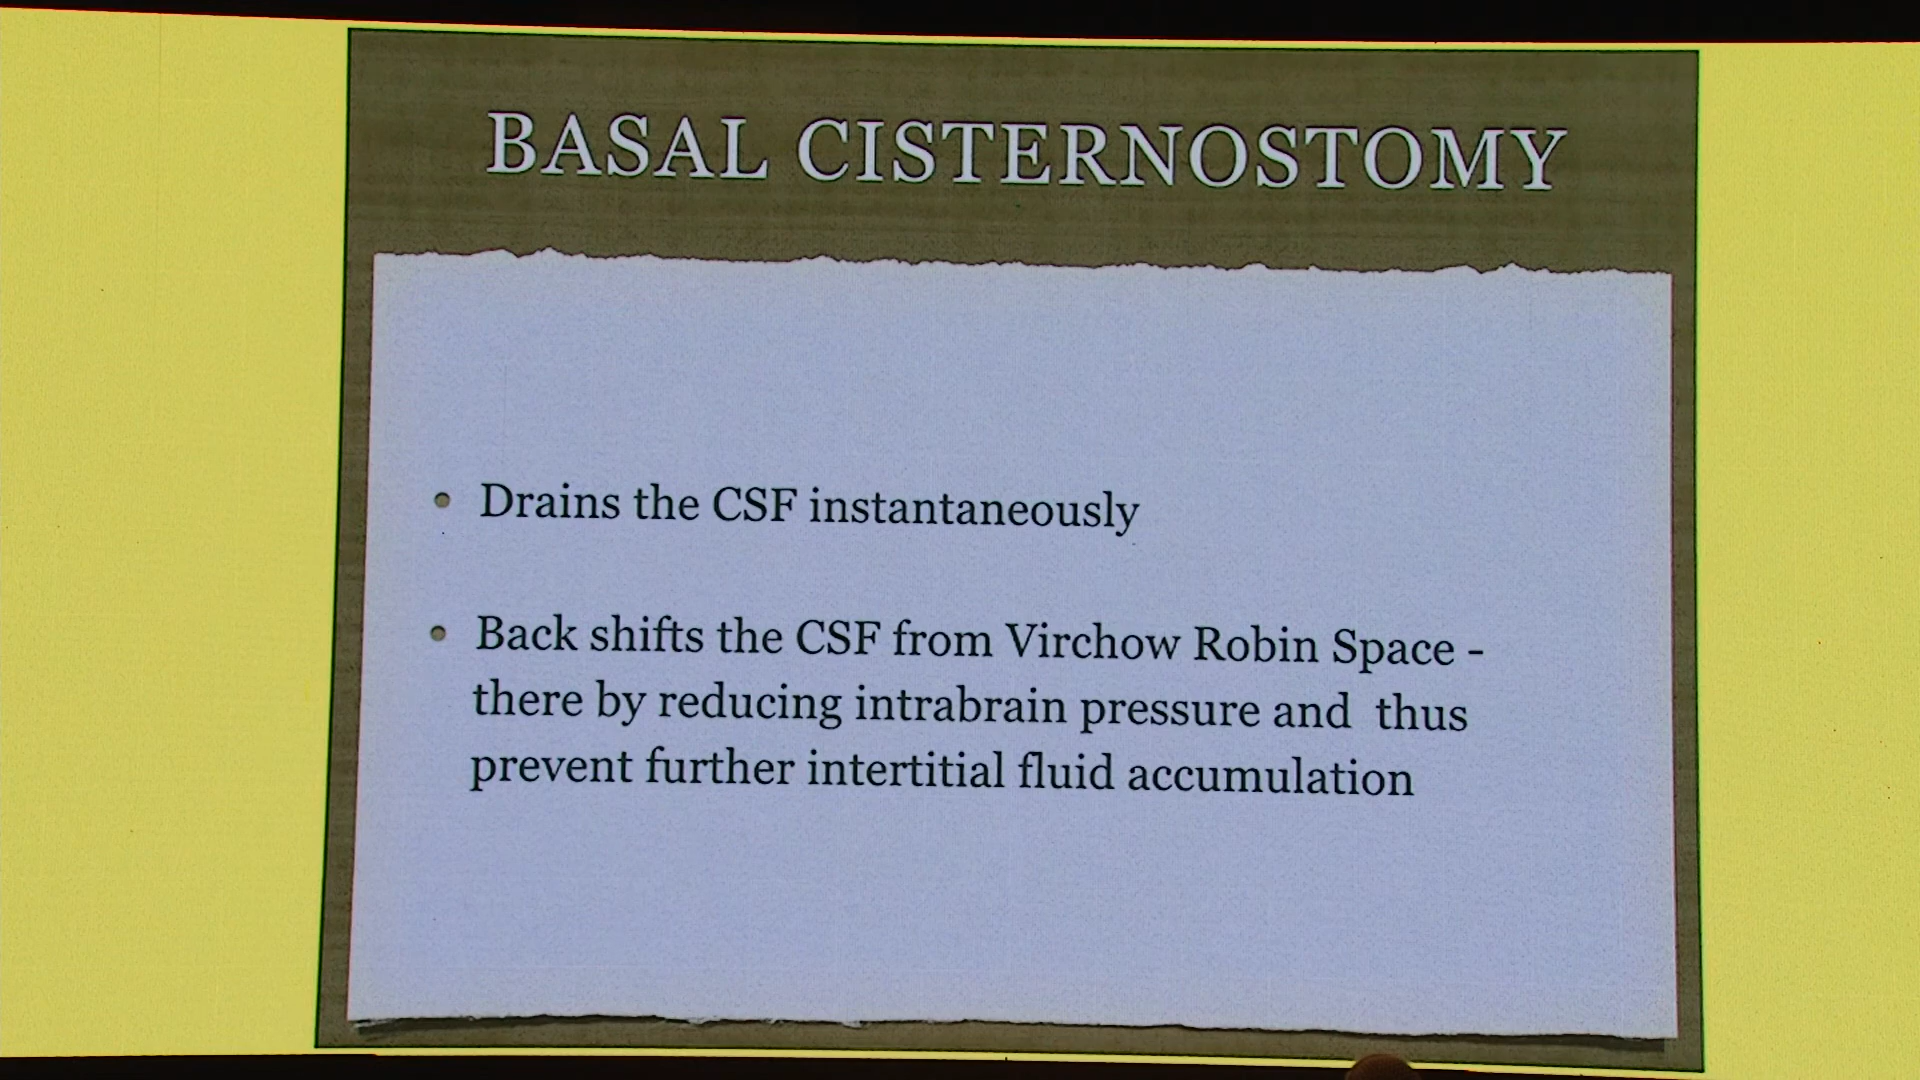 BASAL CISTERNOSTOMY
• Drains the CSF instantaneously
• Back shifts the CSF from Virchow Robin Space -
there by reducing intrabrain pressure and thus
prevent further intertitial fluid accumulation